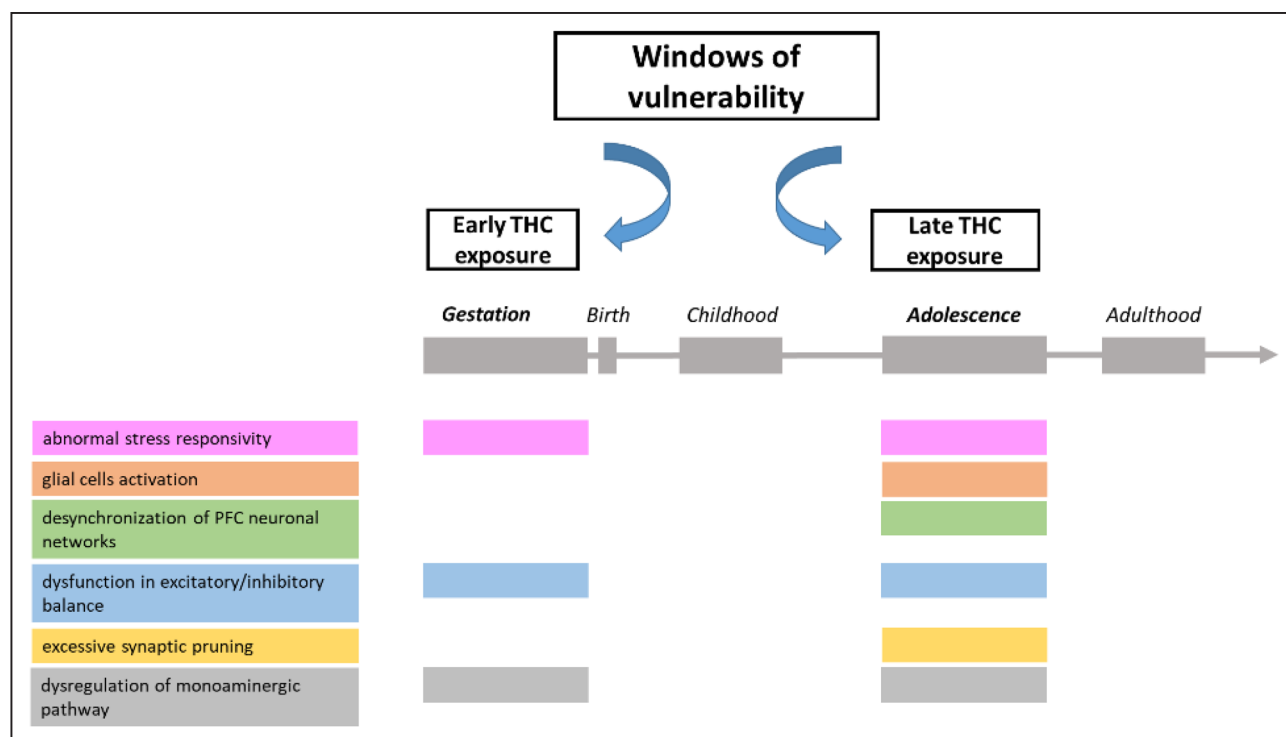 Windows of
vulnerability
Early THC
exposure
Late THC
exposure
Gestation
Birth
Childhood
Adolescence
Adulthood
abnormal stress responsivity
glial cells activation
desynchronization of PFC neuronal
networks
dysfunction in excitatory/inhibitory
balance
excessive synaptic pruning
dysregulation of monoaminergic
pathway